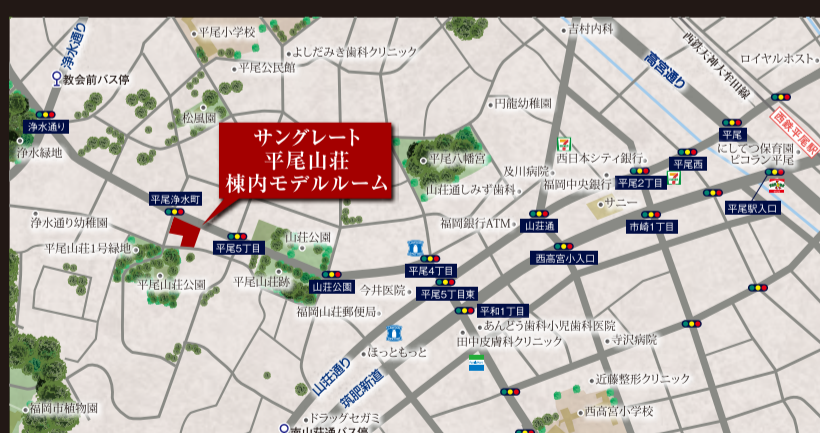 平尾小学校
吉村内科
浄水通り
よしだみき歯科クリニック
高宮通り
西鉄天神大牟田線
平尾公民館
ロイヤルホスト
教会前バス停
円龍幼稚園
松風園
浄水通り
サングレート
平尾山荘
棟内モデルルーム
平尾
西鉄平尾駅
浄水緑地
にしてつ保育園
ピコラン平尾
平尾八幡宮
西日本シティ銀行
平尾西
及川病院
福岡中央銀行
平尾2丁目
山荘通しみず歯科
平尾浄水町
サニー
平尾駅入口
浄水通り幼稚園
福岡銀行ATM
山荘通
市崎1丁目
平尾山荘1号緑地
平尾5丁目
山荘公園
西高宮小入口
平尾4丁目
平尾山荘公園
平尾山荘跡
山荘公園
今井医院
平尾5丁目東
福岡山荘郵便局
平和1丁目
あんどう歯科小児歯科医院
田中皮膚科クリニック
寺沢病院
ほっともっと
山荘通り
筑肥新道
近藤整形クリニック
福岡市植物園
ドラッグセガミ
西高宮小学校
南山荘通バス停